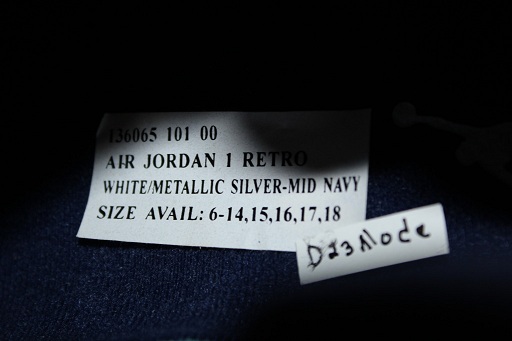 136065 101 00
AIR JORDAN 1 RETRO
WHITE/METALLIC SILVER-MID NAVY
SIZE AVAIL: 6-14,15,16,17,18
D23Mode